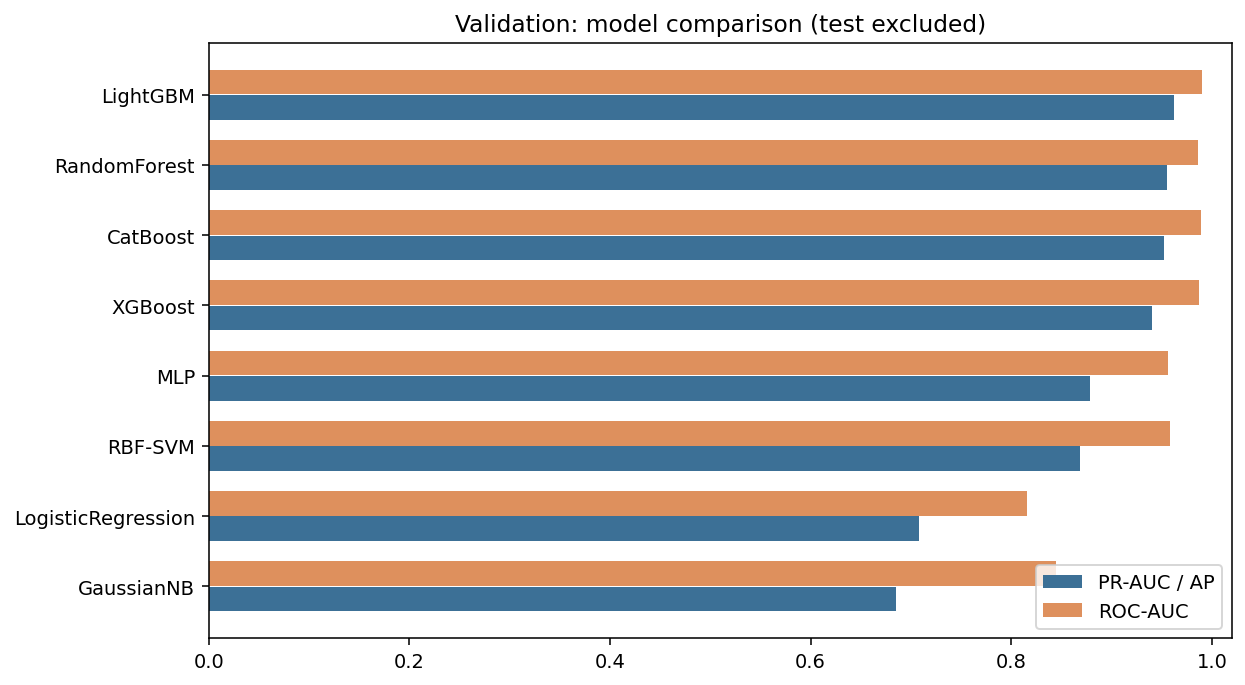 Validation: model comparison (test excluded)
LightGBM
RandomForest
CatBoost
XGBoost
MLP
RBF-SVM
LogisticRegression
GaussianNB
PR-AUC / AP
ROC-AUC
0.0 0.2 0.4 0.6 0.8 1.0